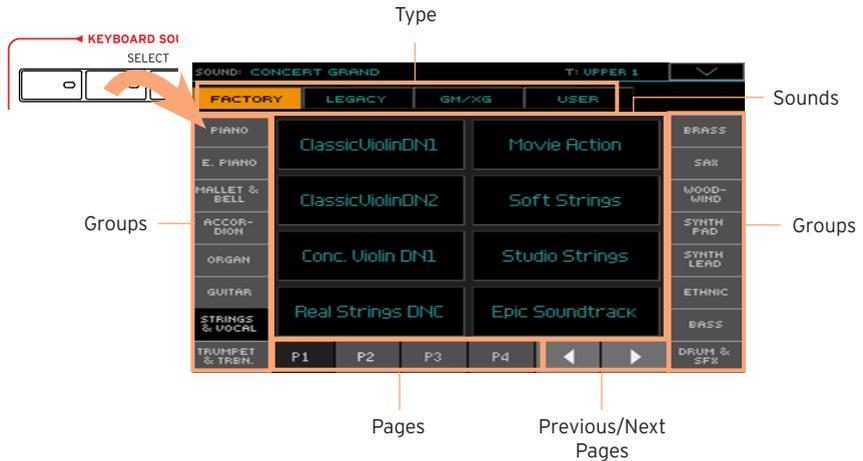 Type
KEYBOARD SOU
SELECT
SOUND: CONCERT GRAND
T: UPPER 1
FACTORY
LEGACY
GM/XG
USER
Sounds
Groups
PIANO
E. PIANO
MALLET &
BELL
ACCOR-
DION
ORGAN
GUITAR
STRINGS
& VOCAL
TRUMPET
& TRBN.
ClassicViolinDN1
Movie Action
ClassicViolinDN2
Soft Strings
Conc. Violin DN1
Studio Strings
Real Strings DNC
Epic Soundtrack
BRASS
SAX
WOOD-
WIND
SYNTH
PAD
SYNTH
LEAD
ETHNIC
BASS
DRUM &
SFX
Groups
P1
P2
P3
P4
Pages
Previous/Next
Pages